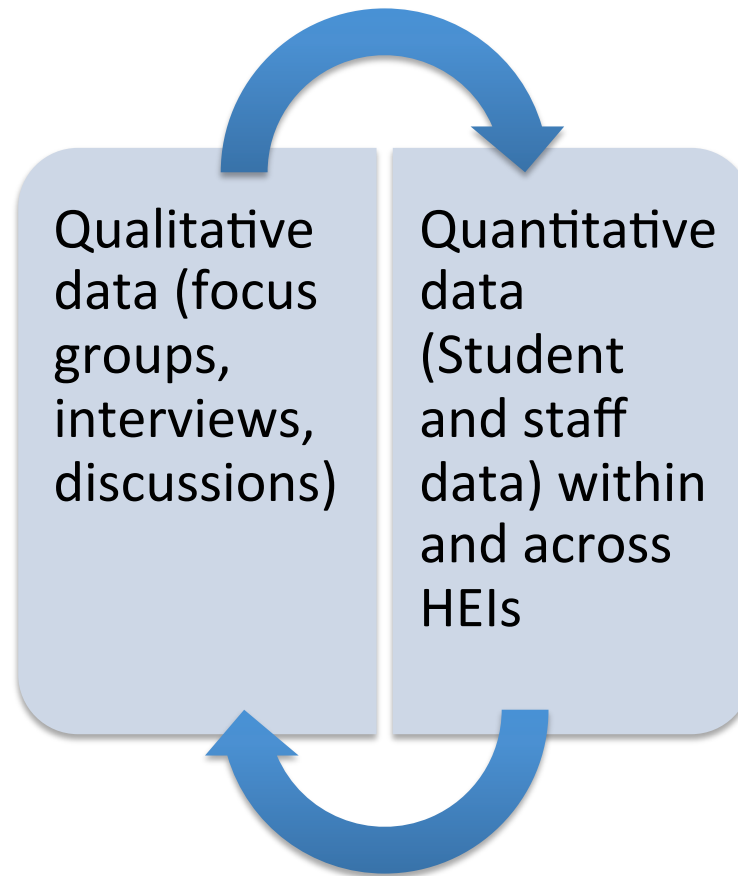 Qualitative
data (focus
groups,
interviews,
discussions)
Quantitative
data
(Student
and staff
data) within
and across
HEIs